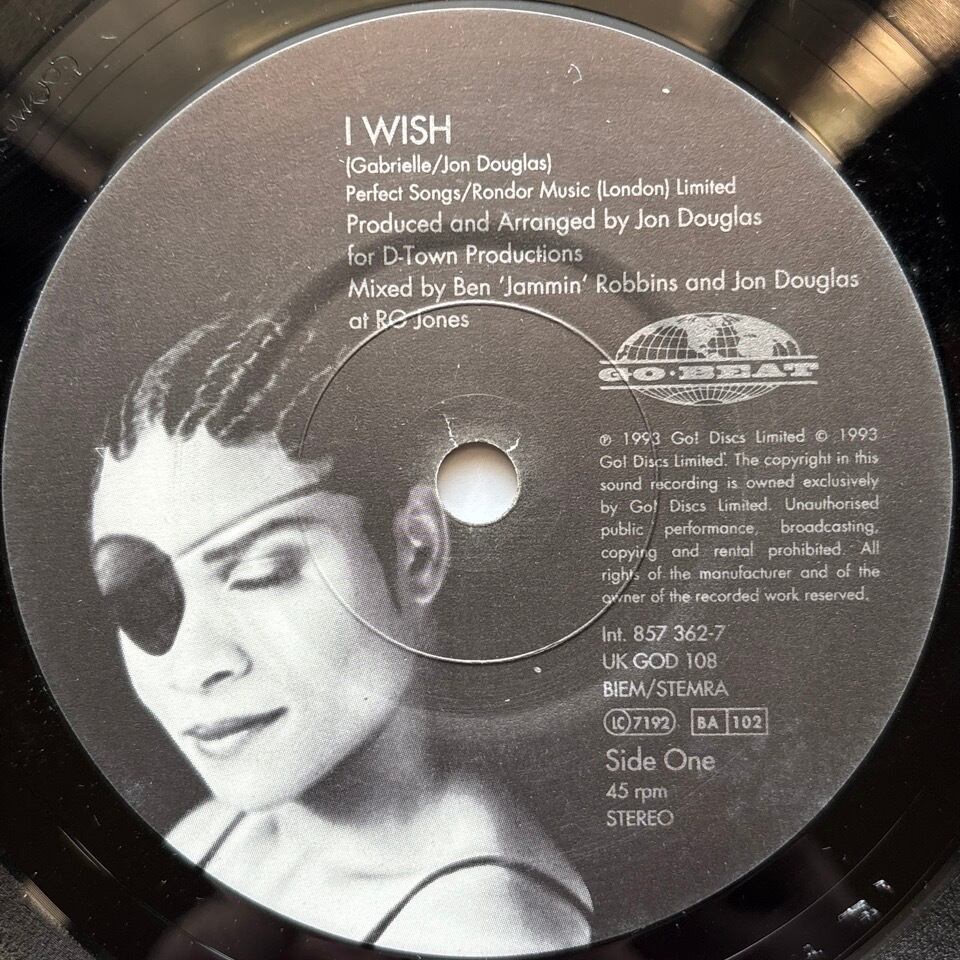 I WISH
(Gabrielle/Jon Douglas)
Perfect Songs/Rondor Music (London) Limited
Produced and Arranged by Jon Douglas
for D-Town Productions
Mixed by Ben ‘Jammin’ Robbins and Jon Douglas
at RG Jones
GO·BEAT
℗ 1993 Go! Discs Limited © 1993
Go! Discs Limited. The copyright in this
sound recording is owned exclusively
by Go! Discs Limited. Unauthorised
public performance, broadcasting,
copying and rental prohibited. All
rights of the manufacturer and of the
owner of the recorded work reserved.
Int. 857 362-7
UK GOD 108
BIEM/STEMRA
LC 7192 BA 102
Side One
45 rpm
STEREO